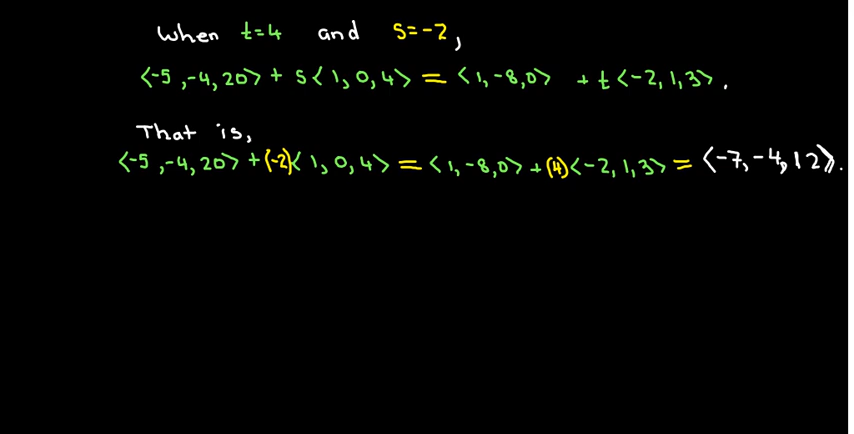 When t=4 and s=-2,
<-5,-4,20> + s<1,0,4> = <1,-8,0> + t<-2,1,3>.
That is,
<-5,-4,20> + (-2)<1,0,4> = <1,-8,0> + (4)<-2,1,3> = <-7,-4,12>.